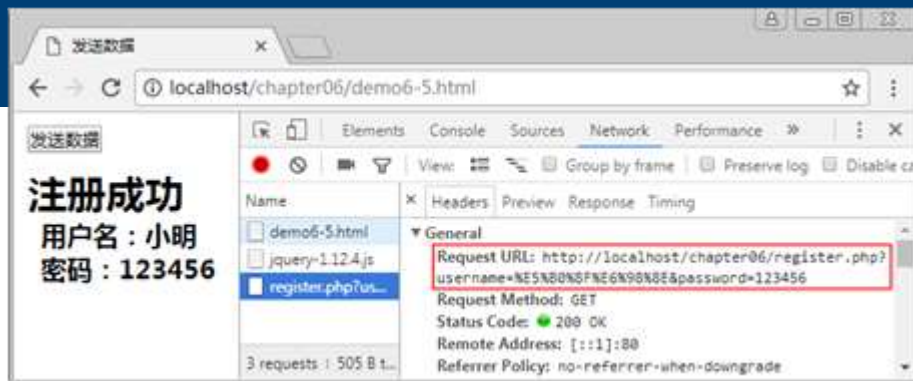 发送数据
localhost/chapter06/demo6-5.html
发送数据
注册成功
用户名：小明
密码：123456
Elements Console Sources Network Performance »
View: Group by frame Preserve log Disable ca
Name
demo6-5.html
jquery-1.12.4.js
register.php?us...
3 requests | 505 B t...
× Headers Preview Response Timing
▼ General
Request URL: http://localhost/chapter06/register.php?
username=%E5%B0%8F%E6%98%8E&password=123456
Request Method: GET
Status Code: 200 OK
Remote Address: [::1]:80
Referrer Policy: no-referrer-when-downgrade